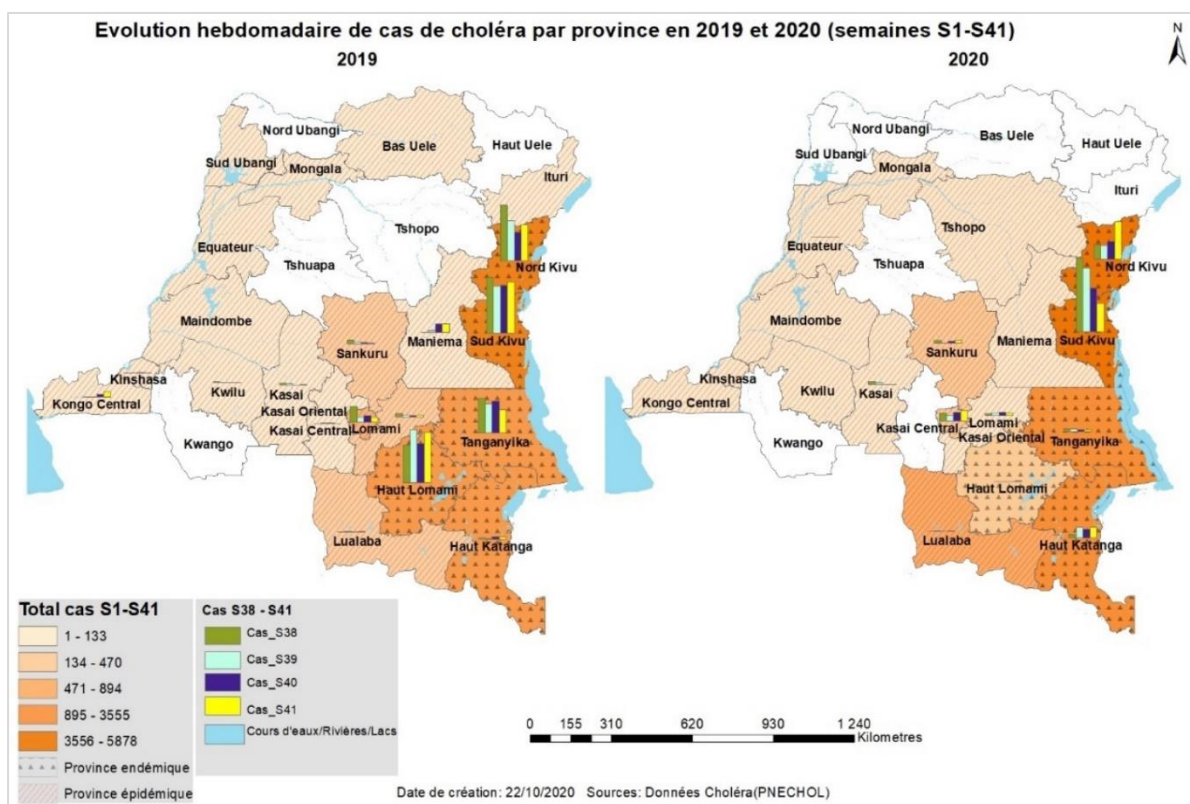 Evolution hebdomadaire de cas de choléra par province en 2019 et 2020 (semaines S1-S41)
N
2019
2020
Nord Ubangi
Bas Uele
Haut Uele
Sud Ubangi
Mongala
Ituri
Tshopo
Equateur
Nord Kivu
Tshuapa
Maindombe
Maniema
Sud Kivu
Sankuru
Kinshasa
Kwilu
Kasai
Kongo Central
Kasai Oriental
Kasai Central
Lomami
Tanganyika
Kwango
Haut Lomami
Lualaba
Haut Katanga
Nord Ubangi
Bas Uele
Haut Uele
Sud Ubangi
Mongala
Ituri
Tshopo
Equateur
Nord Kivu
Tshuapa
Maindombe
Maniema
Sud Kivu
Sankuru
Kinshasa
Kwilu
Kasai
Kongo Central
Kasai Central
Lomami
Kasai Oriental
Tanganyika
Kwango
Haut Lomami
Lualaba
Haut Katanga
Total cas S1-S41
1 - 133
134 - 470
471 - 894
895 - 3555
3556 - 5878
Province endémique
Province épidémique
Cas S38 - S41
Cas_S38
Cas_S39
Cas_S40
Cas_S41
Cours d'eaux/Rivières/Lacs
0 155 310 620 930 1 240
Kilometres
Date de création: 22/10/2020 Sources: Données Choléra(PNECHOL)